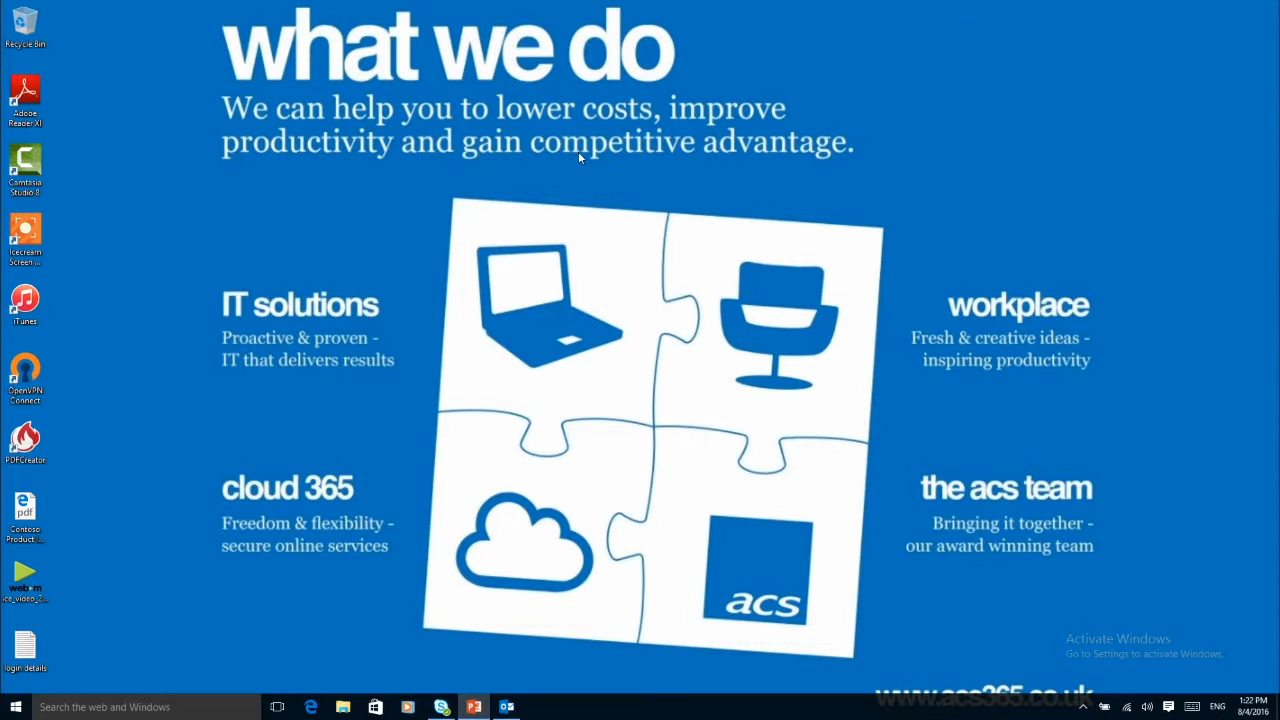 what we do
We can help you to lower costs, improve
productivity and gain competitive advantage.
IT solutions
Proactive & proven -
IT that delivers results
workplace
Fresh & creative ideas -
inspiring productivity
cloud 365
Freedom & flexibility -
secure online services
the acs team
Bringing it together -
our award winning team
acs
www.acs365.co.uk
Recycle Bin
Adobe
Reader XI
Camtasia
Studio 8
Icecream
Screen ...
iTunes
OpenVPN
Connect
PDFCreator
pdf
Contoso
Product ...
webm
ice_video_2...
login details
Activate Windows
Go to Settings to activate Windows.
Search the web and Windows
ENG
1:22 PM
8/4/2016